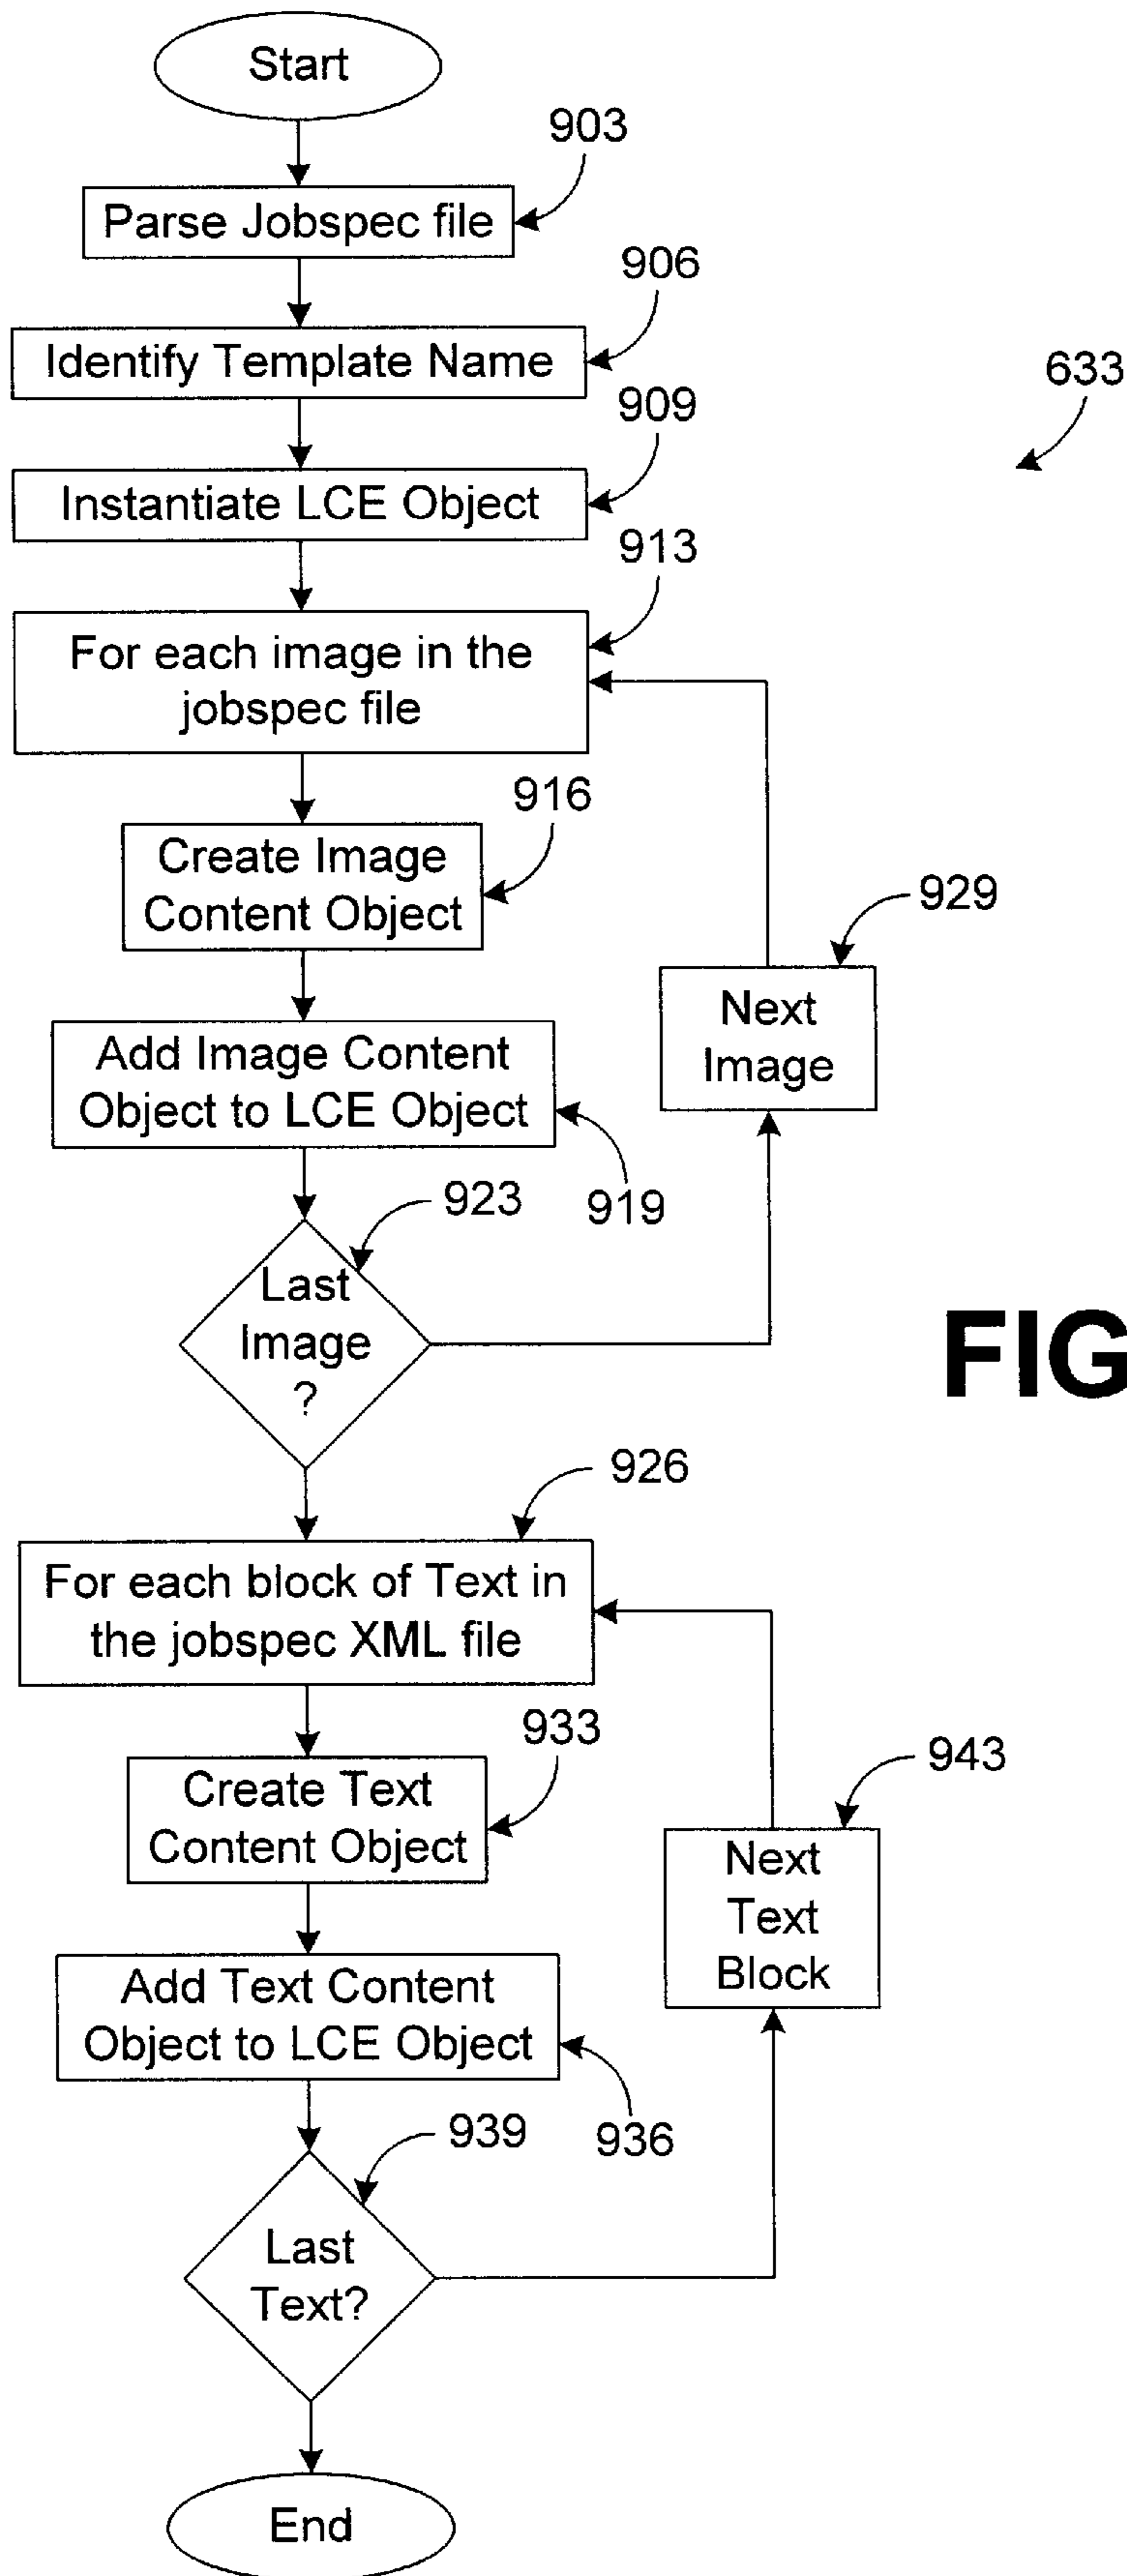 Start
903
Parse Jobspec file
906
Identify Template Name
633
909
Instantiate LCE Object
913
For each image in the
jobspec file
916
Create Image
Content Object
929
Next
Image
Add Image Content
Object to LCE Object
919
923
Last
Image
?
FIG
926
For each block of Text in
the jobspec XML file
933
Create Text
Content Object
943
Next
Text
Block
Add Text Content
Object to LCE Object
936
939
Last
Text?
End